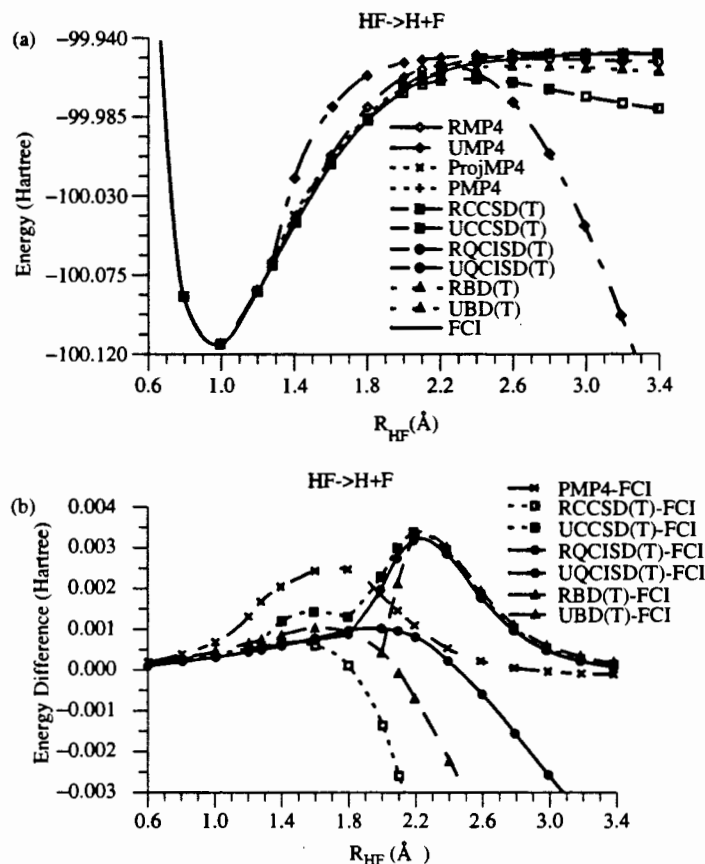 HF->H+F
(a)
-99.940
-99.985
-100.030
-100.075
-100.120
Energy (Hartree)
RMP4
UMP4
ProjMP4
PMP4
RCCSD(T)
UCCSD(T)
RQCISD(T)
UQCISD(T)
RBD(T)
UBD(T)
FCI
0.6 1.0 1.4 1.8 2.2 2.6 3.0 3.4
R_HF(Å)
HF->H+F
(b)
0.004
0.003
0.002
0.001
0.000
-0.001
-0.002
-0.003
Energy Difference (Hartree)
PMP4-FCI
RCCSD(T)-FCI
UCCSD(T)-FCI
RQCISD(T)-FCI
UQCISD(T)-FCI
RBD(T)-FCI
UBD(T)-FCI
0.6 1.0 1.4 1.8 2.2 2.6 3.0 3.4
R_HF(Å)